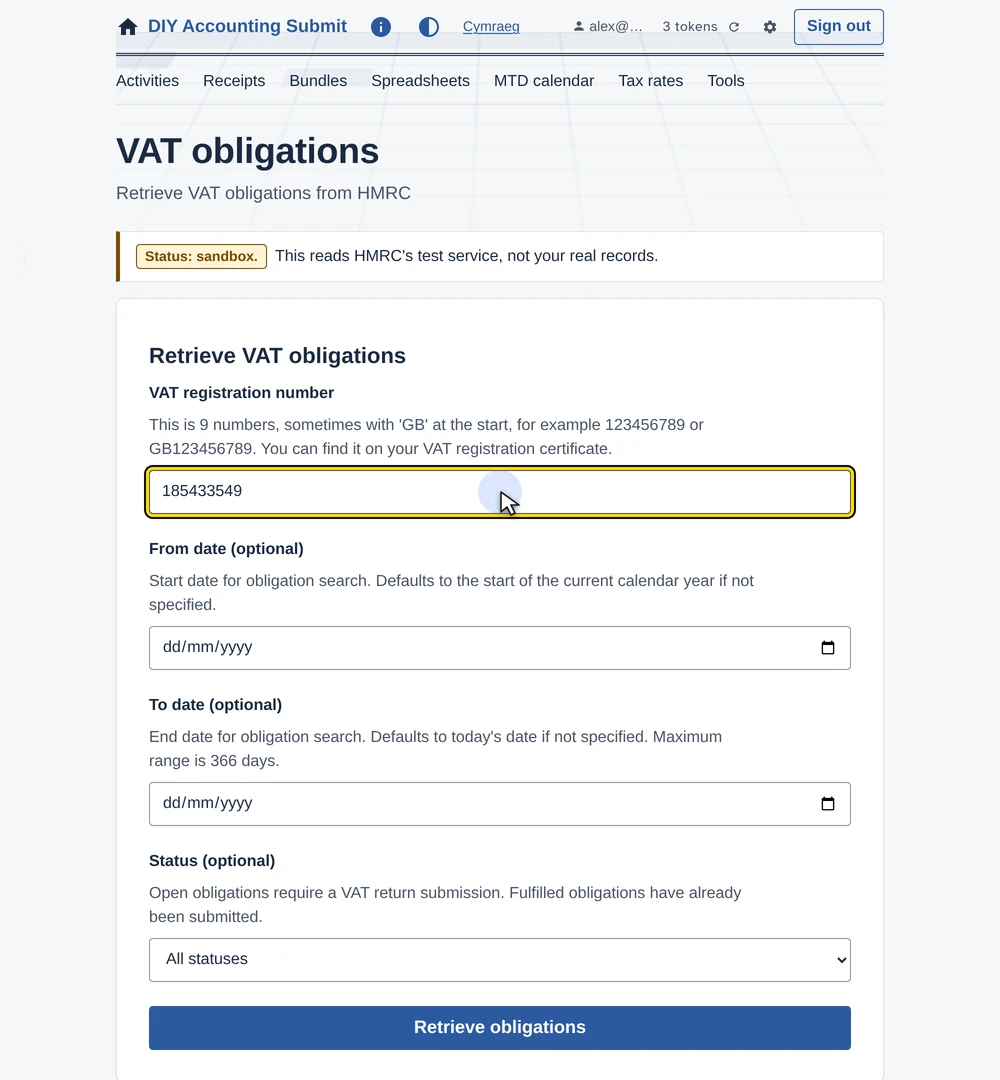 DIY Accounting Submit
Cymraeg
alex@...
3 tokens
Sign out
Activities
Receipts
Bundles
Spreadsheets
MTD calendar
Tax rates
Tools
VAT obligations
Retrieve VAT obligations from HMRC
Status: sandbox. This reads HMRC's test service, not your real records.
Retrieve VAT obligations
VAT registration number
This is 9 numbers, sometimes with 'GB' at the start, for example 123456789 or
GB123456789. You can find it on your VAT registration certificate.
185433549
From date (optional)
Start date for obligation search. Defaults to the start of the current calendar year if not
specified.
dd/mm/yyyy
To date (optional)
End date for obligation search. Defaults to today's date if not specified. Maximum
range is 366 days.
dd/mm/yyyy
Status (optional)
Open obligations require a VAT return submission. Fulfilled obligations have already
been submitted.
All statuses
Retrieve obligations